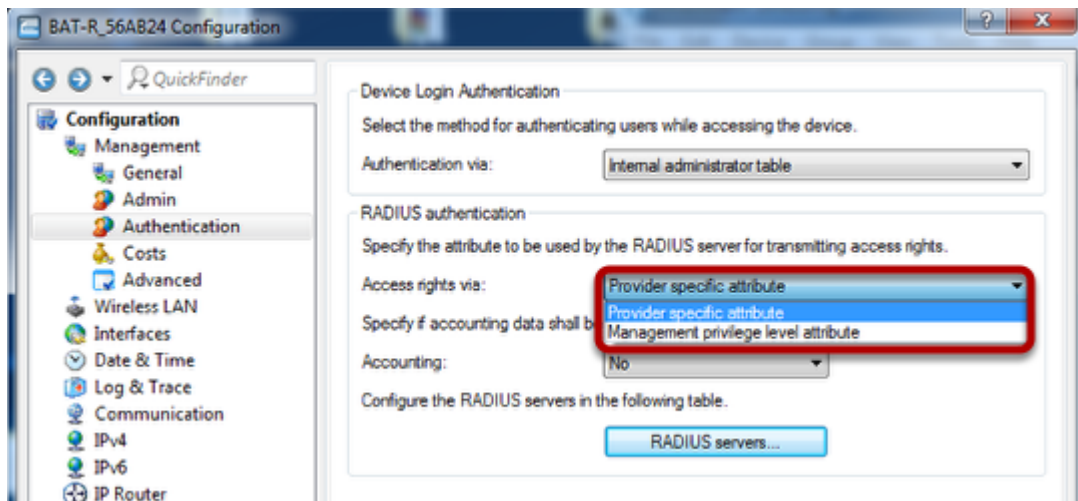 BAT-R_56AB24 Configuration
QuickFinder
Configuration
Management
General
Admin
Authentication
Costs
Advanced
Wireless LAN
Interfaces
Date & Time
Log & Trace
Communication
IPv4
IPv6
IP Router
Device Login Authentication
Select the method for authenticating users while accessing the device.
Authentication via: Internal administrator table
RADIUS authentication
Specify the attribute to be used by the RADIUS server for transmitting access rights.
Access rights via: Provider specific attribute
Provider specific attribute
Specify if accounting data shall b
Management privilege level attribute
Accounting: No
Configure the RADIUS servers in the following table.
RADIUS servers...